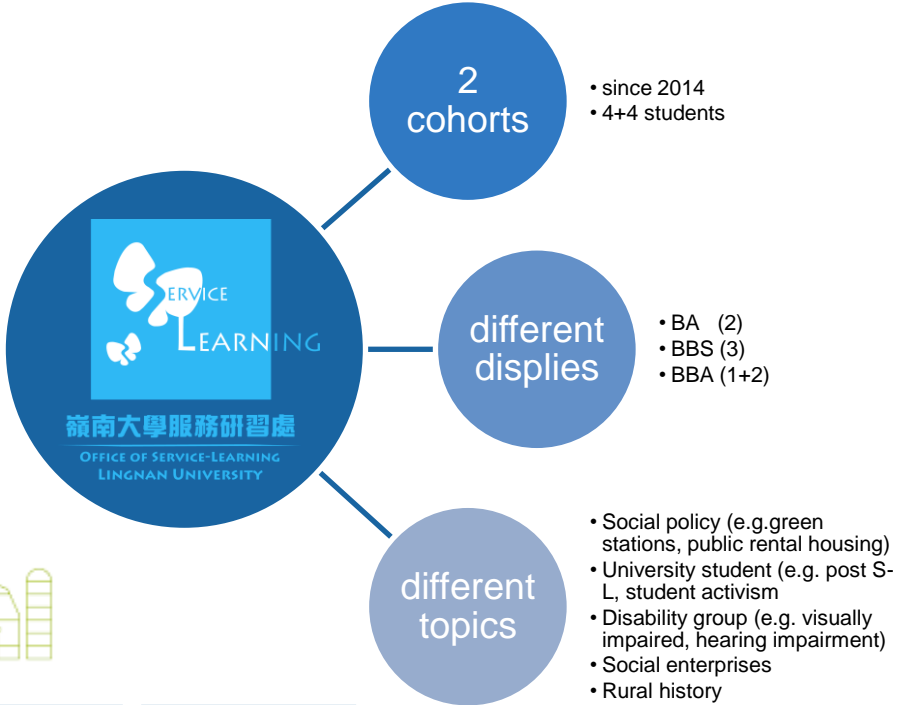 2
cohorts
• since 2014
• 4+4 students
SERVICE
LEARNING
嶺南大學服務研習處
OFFICE OF SERVICE-LEARNING
LINGNAN UNIVERSITY
different
displies
• BA (2)
• BBS (3)
• BBA (1+2)
different
topics
• Social policy (e.g.green
stations, public rental housing)
• University student (e.g. post S-
L, student activism
• Disability group (e.g. visually
impaired, hearing impairment)
• Social enterprises
• Rural history